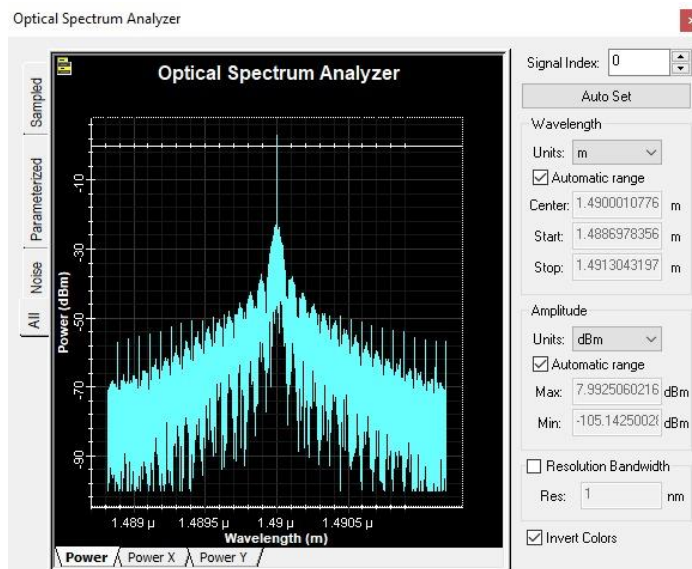 Optical Spectrum Analyzer
Sampled
Parameterized
Noise
All
Optical Spectrum Analyzer
Power (dBm)
-10
-30
-50
-70
-90
1.489 µ
1.4895 µ
1.49 µ
1.4905 µ
Wavelength (m)
Power
Power X
Power Y
Signal Index: 0
Auto Set
Wavelength
Units: m
Automatic range
Center: 1.4900010776 m
Start: 1.4886978356 m
Stop: 1.4913043197 m
Amplitude
Units: dBm
Automatic range
Max: 7.9925060216 dBm
Min: -105.1425002 dBm
Resolution Bandwidth
Res: 1 nm
Invert Colors